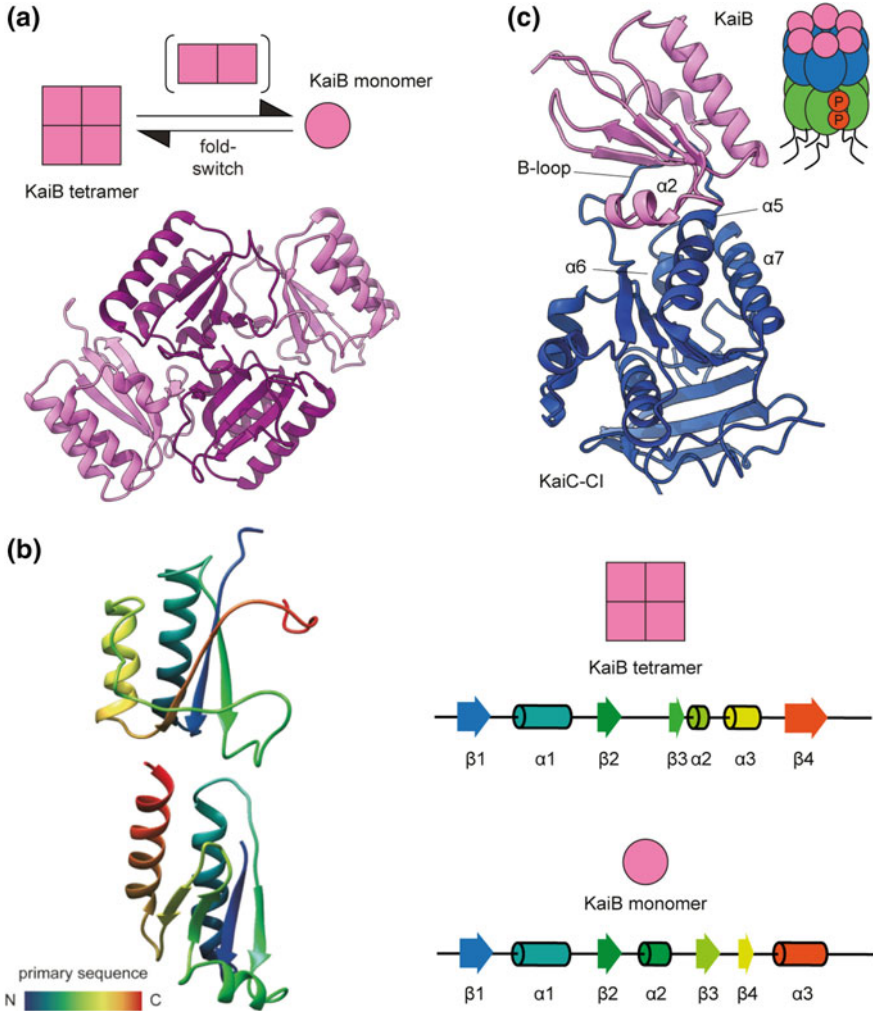 (a)
KaiB monomer
fold-
switch
KaiB tetramer
(c)
KaiB
P
P
B-loop
α2
α5
α6
α7
KaiC-CI
(b)
primary sequence
N
C
KaiB tetramer
β1 α1 β2 β3 α2 α3 β4
KaiB monomer
β1 α1 β2 α2 β3 β4 α3